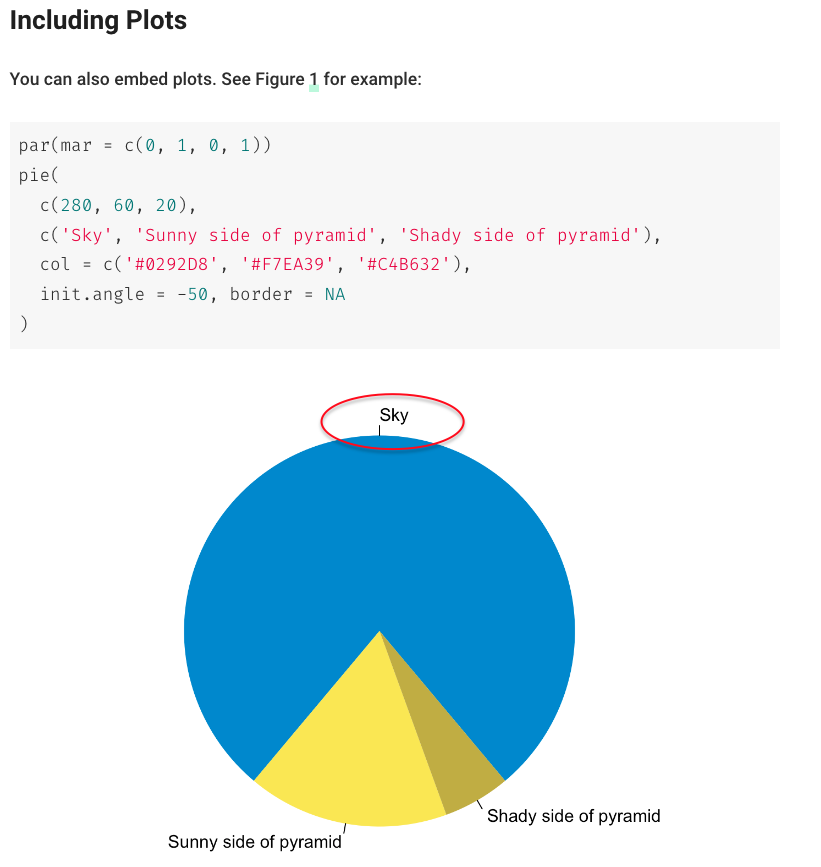 Including Plots
You can also embed plots. See Figure 1 for example:
par(mar = c(0, 1, 0, 1))
pie(
  c(280, 60, 20),
  c('Sky', 'Sunny side of pyramid', 'Shady side of pyramid'),
  col = c('#0292D8', '#F7EA39', '#C4B632'),
  init.angle = -50, border = NA
)
Sky
Shady side of pyramid
Sunny side of pyramid